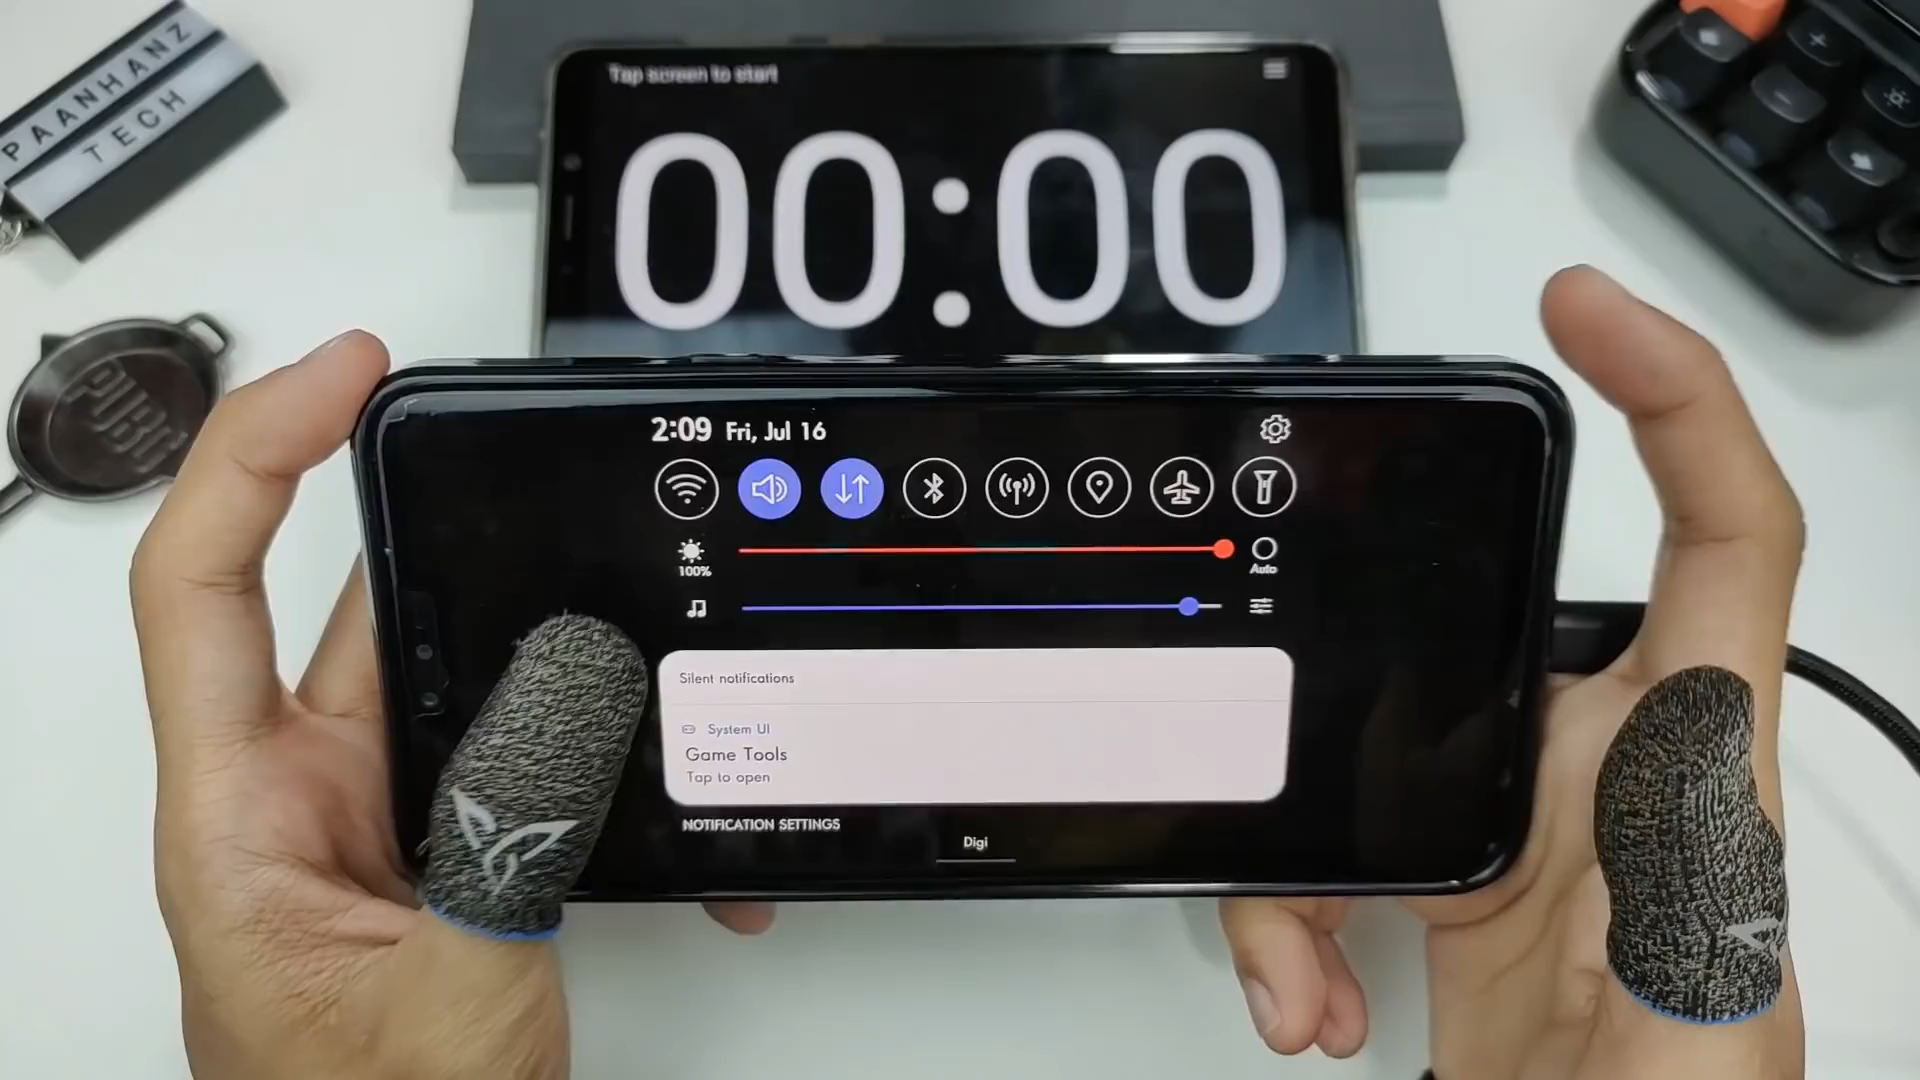 PAANHANZ
TECH
Tap screen to start
00:00
PUBG
2:09 Fri, Jul 16
100%
Auto
Silent notifications
System UI
Game Tools
Tap to open
NOTIFICATION SETTINGS
Digi